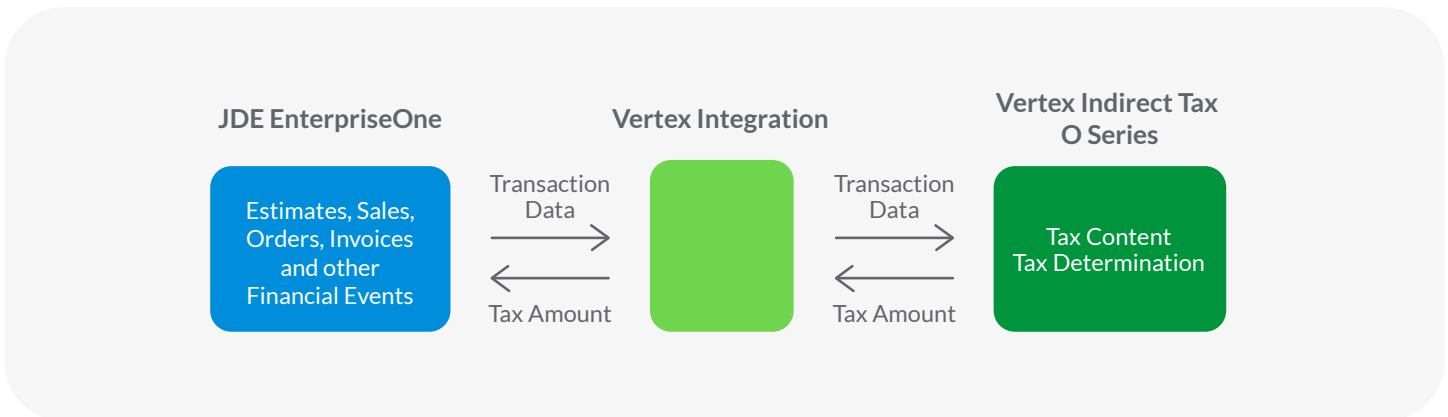 JDE EnterpriseOne
Estimates, Sales,
Orders, Invoices
and other
Financial Events
Transaction
Data
Tax Amount
Vertex Integration
Transaction
Data
Tax Amount
Vertex Indirect Tax
O Series
Tax Content
Tax Determination